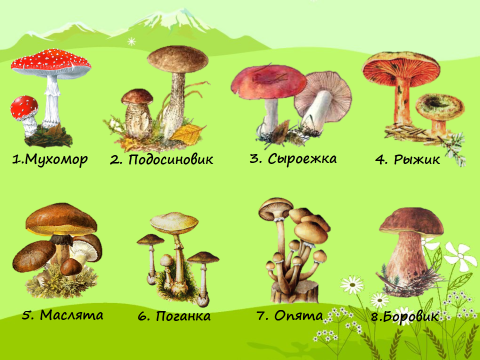 1.Мухомор 2. Подосиновик 3. Сыроежка 4. Рыжик
5. Маслята 6. Поганка 7. Опята 8.Боровик